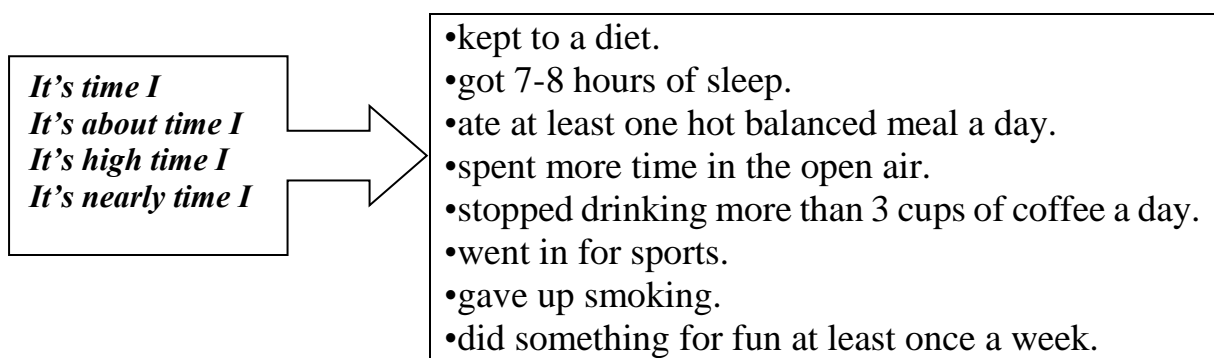 It's time I
It's about time I
It's high time I
It's nearly time I
•kept to a diet.
•got 7-8 hours of sleep.
•ate at least one hot balanced meal a day.
•spent more time in the open air.
•stopped drinking more than 3 cups of coffee a day.
•went in for sports.
•gave up smoking.
•did something for fun at least once a week.